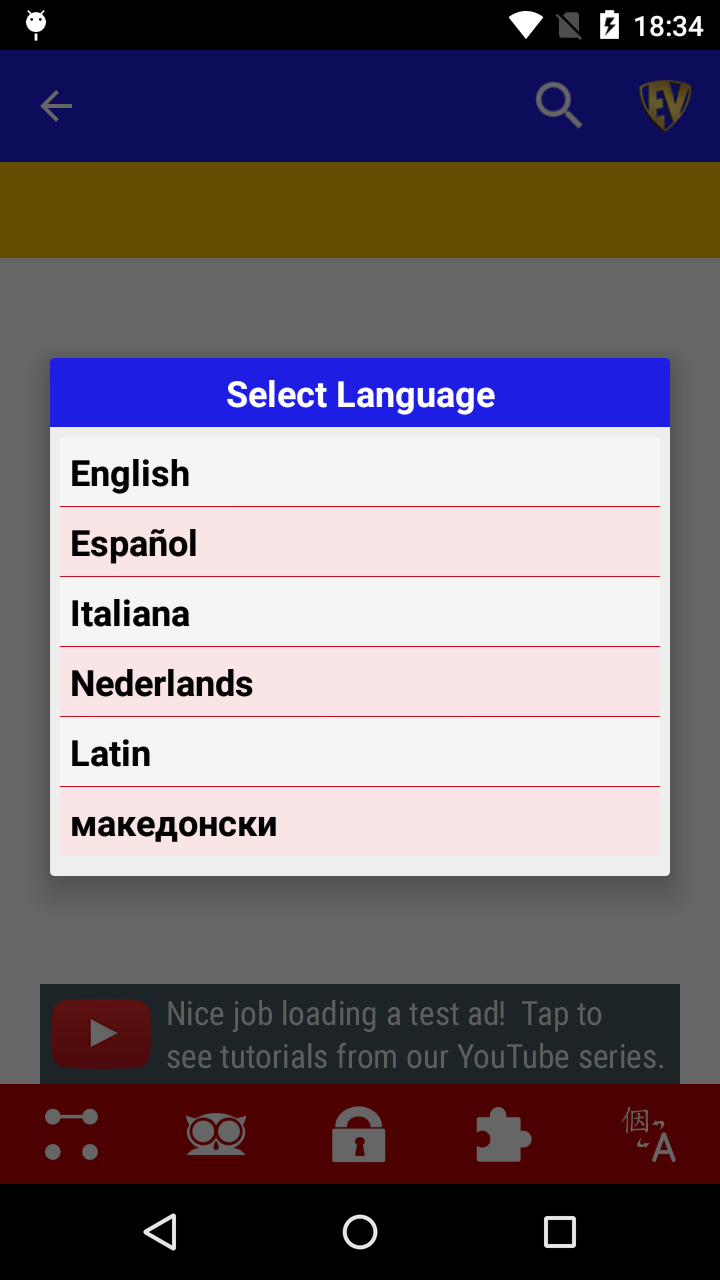 18:34
EV
Select Language
English
Español
Italiana
Nederlands
Latin
македонски
Nice job loading a test ad! Tap to
see tutorials from our YouTube series.
個
A